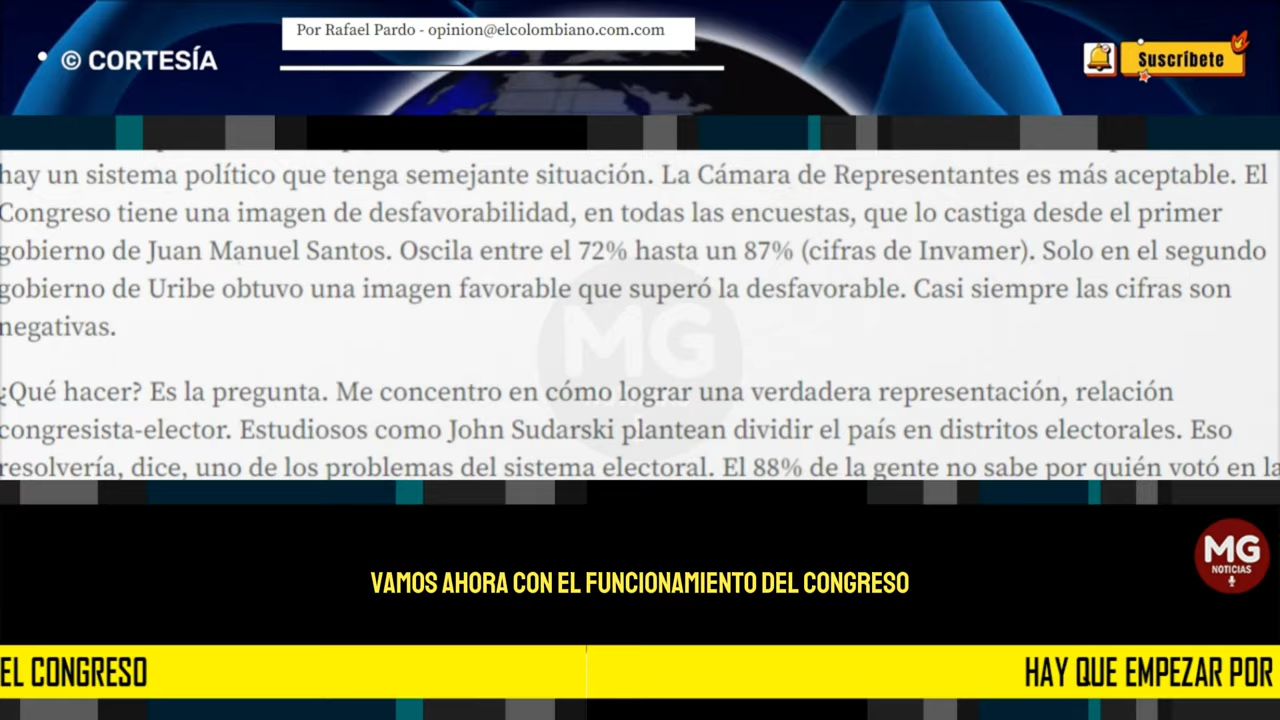 Por Rafael Pardo - opinion@elcolombiano.com.com
© CORTESÍA
Suscríbete
hay un sistema político que tenga semejante situación. La Cámara de Representantes es más aceptable. El
Congreso tiene una imagen de desfavorabilidad, en todas las encuestas, que lo castiga desde el primer
gobierno de Juan Manuel Santos. Oscila entre el 72% hasta un 87% (cifras de Invamer). Solo en el segundo
gobierno de Uribe obtuvo una imagen favorable que superó la desfavorable. Casi siempre las cifras son
negativas.
MG
¿Qué hacer? Es la pregunta. Me concentro en cómo lograr una verdadera representación, relación
congresista-elector. Estudiosos como John Sudarski plantean dividir el país en distritos electorales. Eso
resolvería, dice, uno de los problemas del sistema electoral. El 88% de la gente no sabe por quién votó en la
MG
NOTICIAS
VAMOS AHORA CON EL FUNCIONAMIENTO DEL CONGRESO
EL CONGRESO
HAY QUE EMPEZAR POR